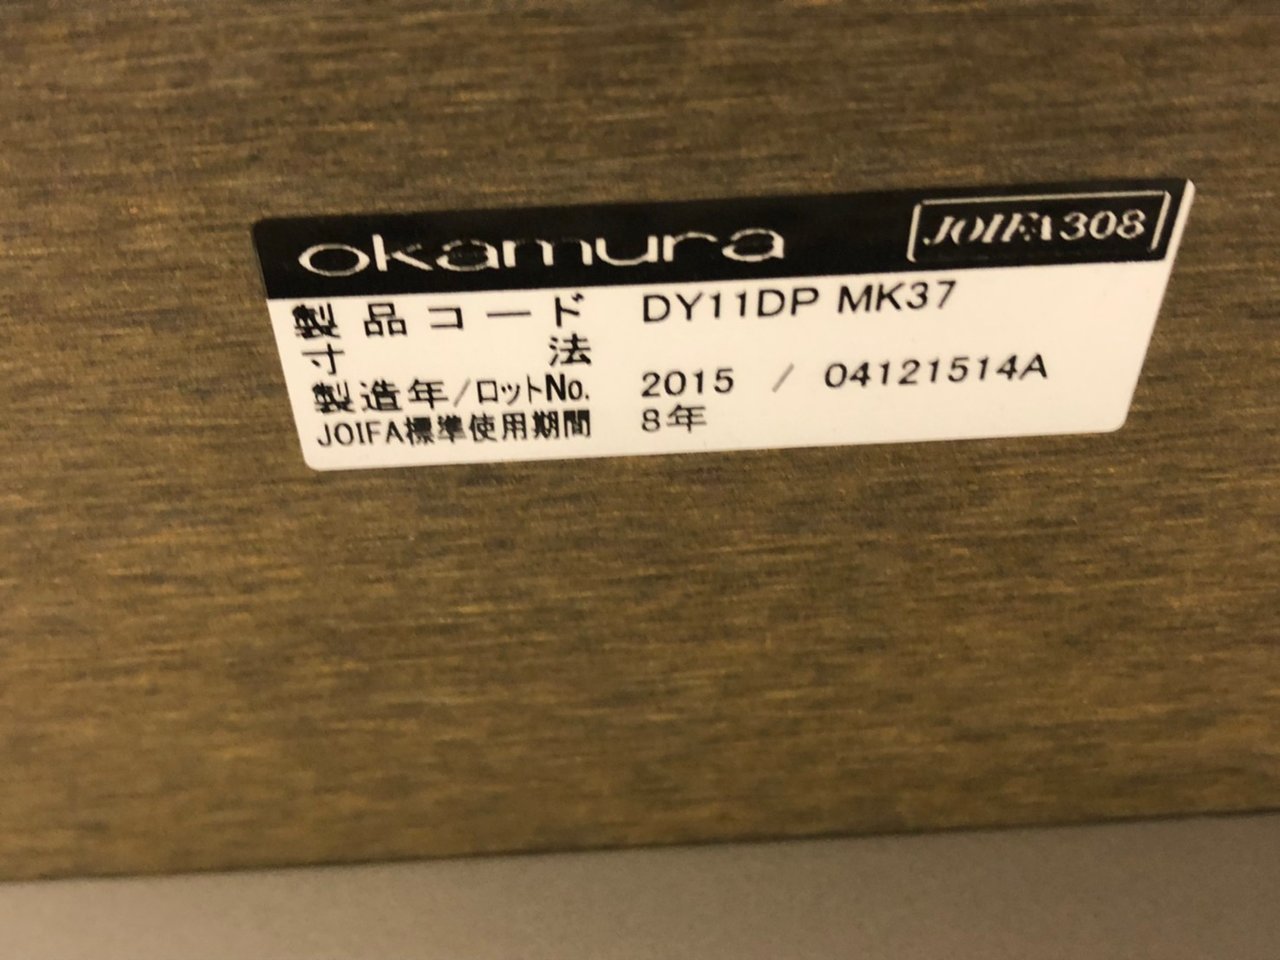 okamura JOIFA308
製品コード DY11DP MK37
寸法
製造年/ロットNo. 2015 / 04121514A
JOIFA標準使用期間 8年